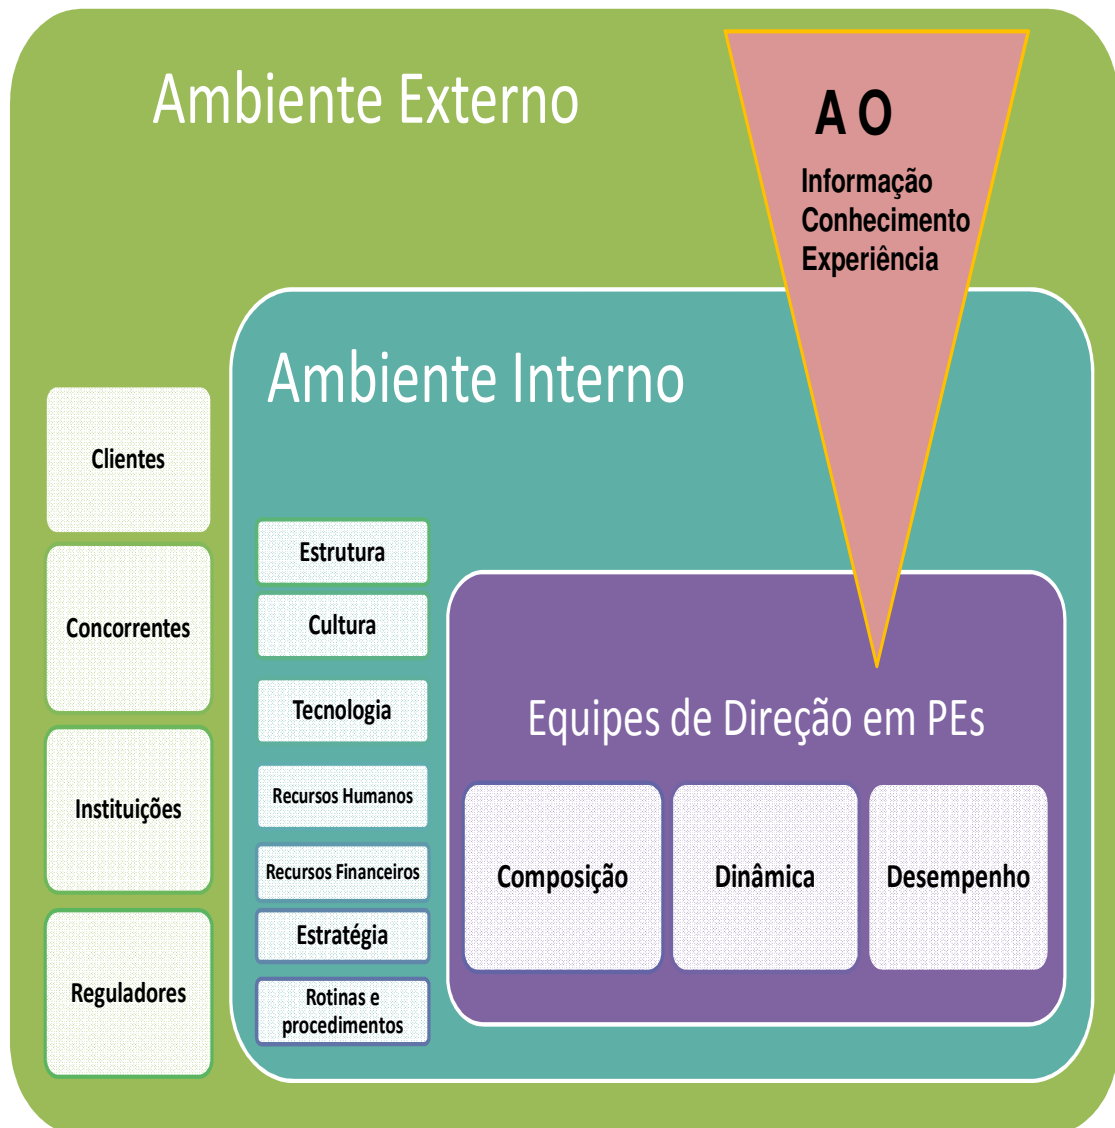 Ambiente Externo
A O
Informação
Conhecimento
Experiência
Ambiente Interno
Clientes
Concorrentes
Instituições
Reguladores
Estrutura
Cultura
Tecnologia
Recursos Humanos
Recursos Financeiros
Estratégia
Rotinas e
procedimentos
Equipes de Direção em PEs
Composição
Dinâmica
Desempenho